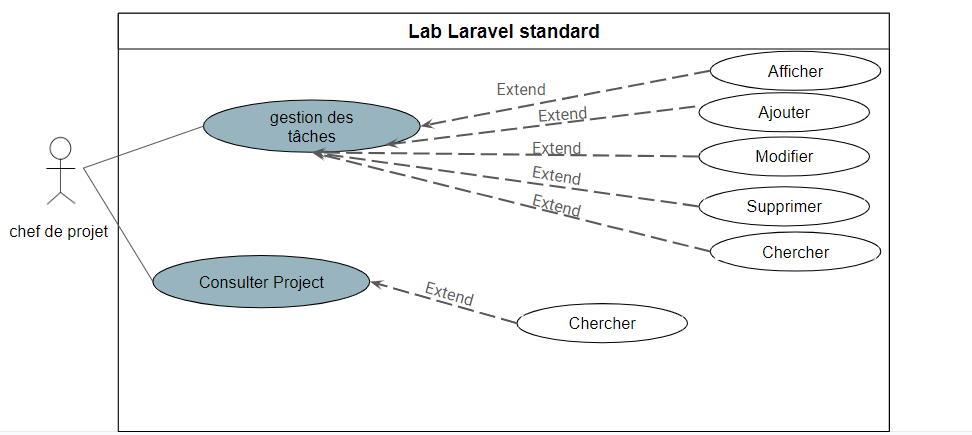 Lab Laravel standard
Afficher
Extend
gestion des
tâches
Extend
Ajouter
Extend
Modifier
Extend
Supprimer
Extend
chef de projet
Chercher
Consulter Project
Extend
Chercher